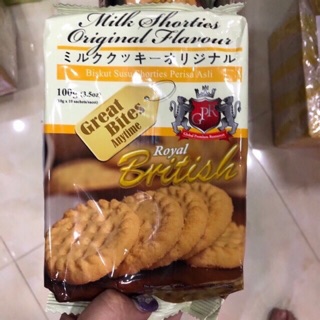 Milk Shorties
Original Flavour
ミルククッキーオリジナル
Biskut Susu Shorties Perisa Asli
100g (3.5oz)
Great
Bites
Anytime
GPR
Royal
British